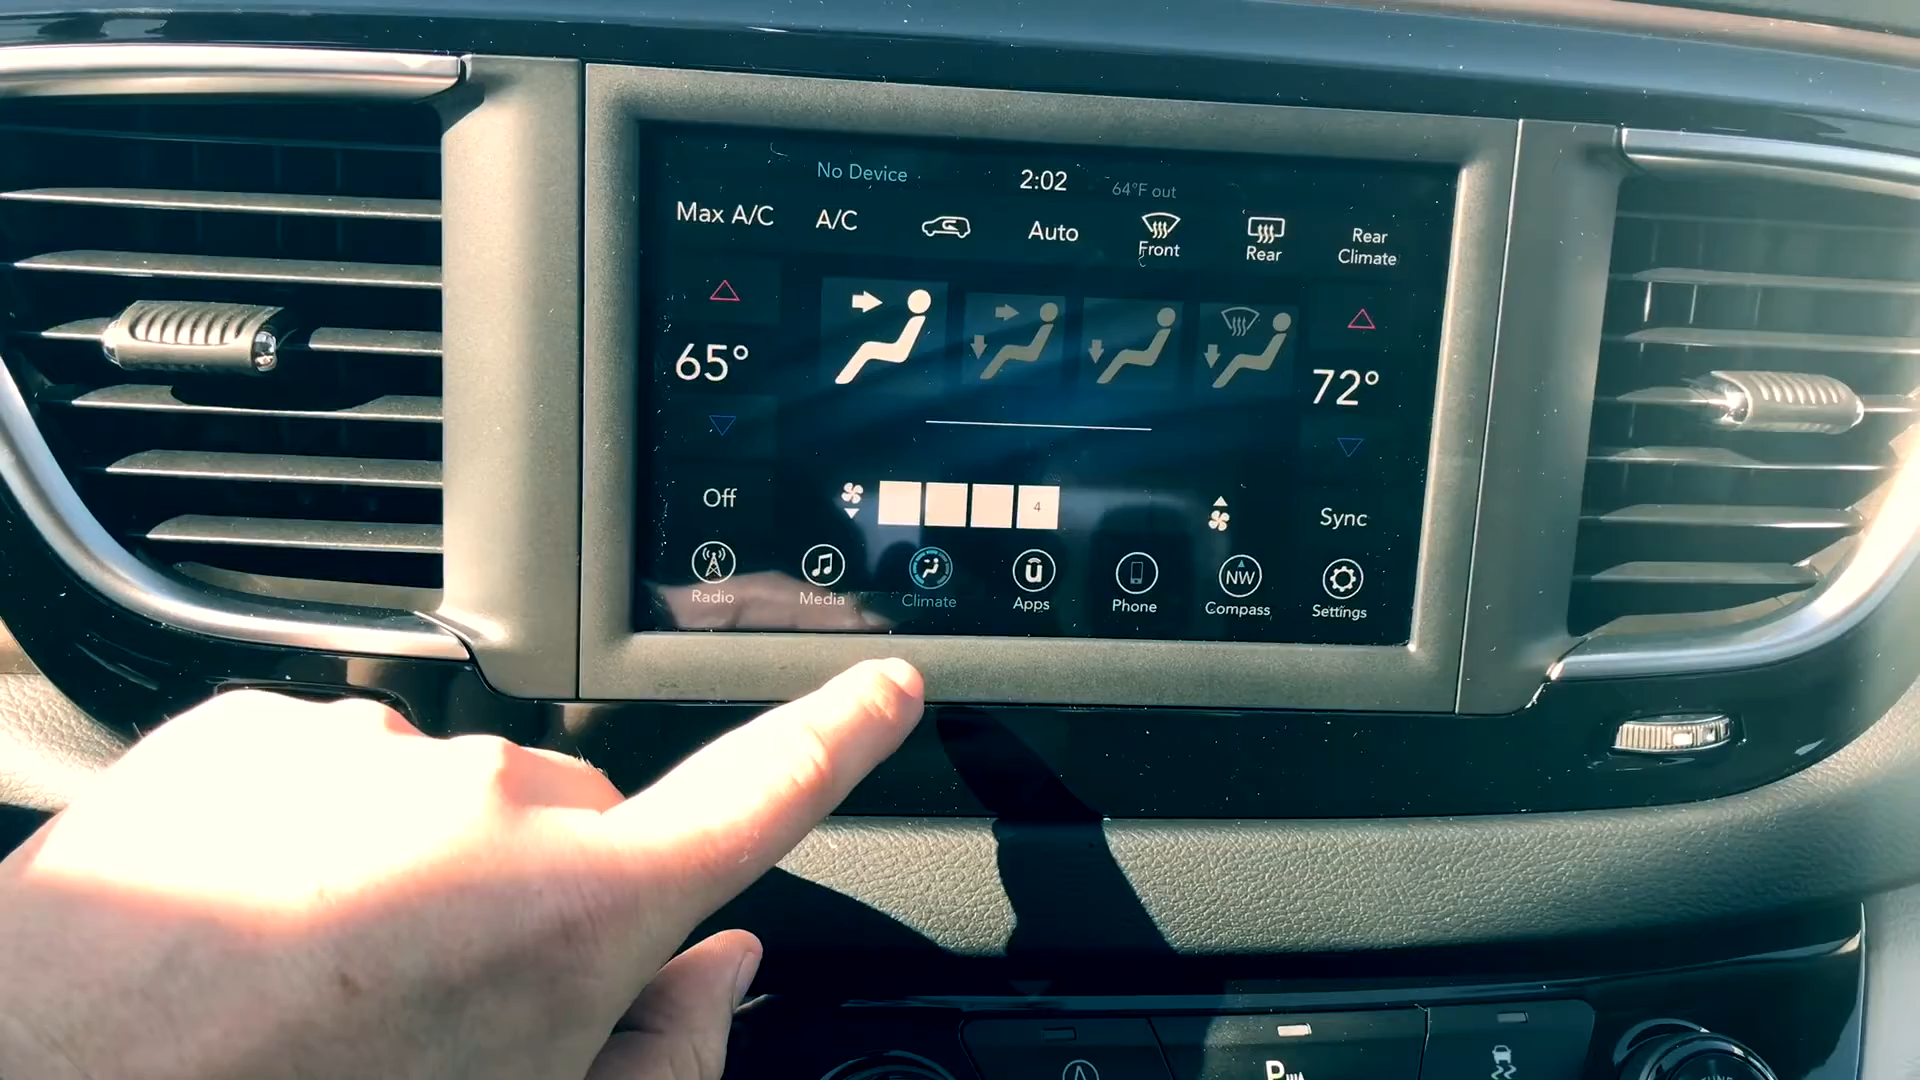 No Device
2:02
64°F out
Max A/C
A/C
Auto
Front
Rear
Rear
Climate
65°
72°
Off
4
Sync
Radio
Media
Climate
u
Apps
Phone
NW
Compass
Settings
P